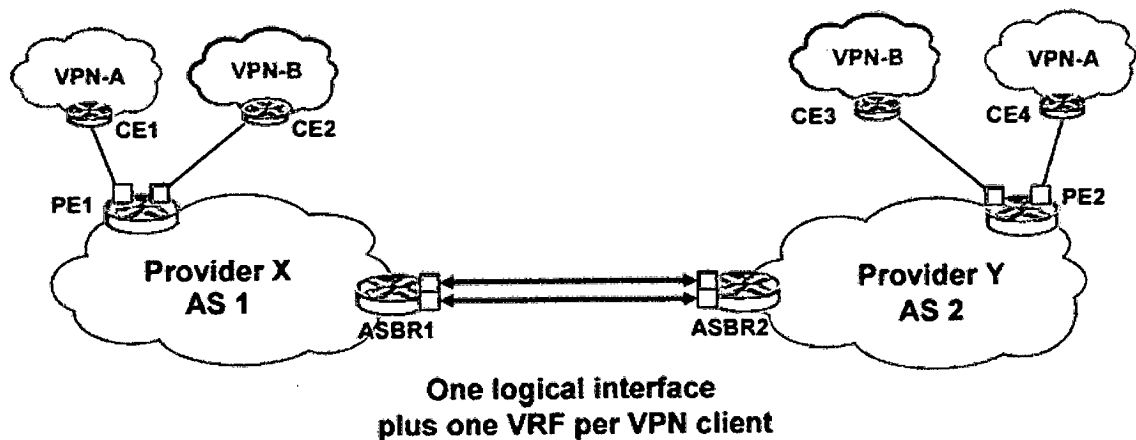 VPN-A
VPN-B
VPN-B
VPN-A
CE1
CE2
CE3
CE4
PE1
PE2
Provider X
AS 1
Provider Y
AS 2
ASBR1
ASBR2
One logical interface
plus one VRF per VPN client